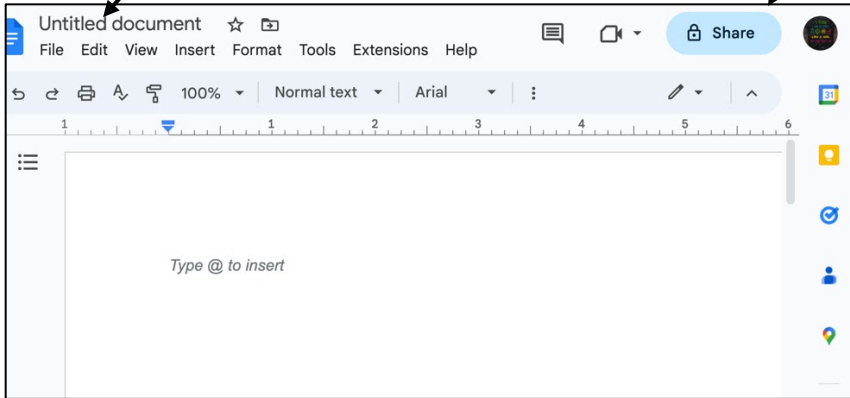 Untitled document
File Edit View Insert Format Tools Extensions Help
Share
100% Normal text Arial
1 1 2 3 4 5 6
31
Type @ to insert